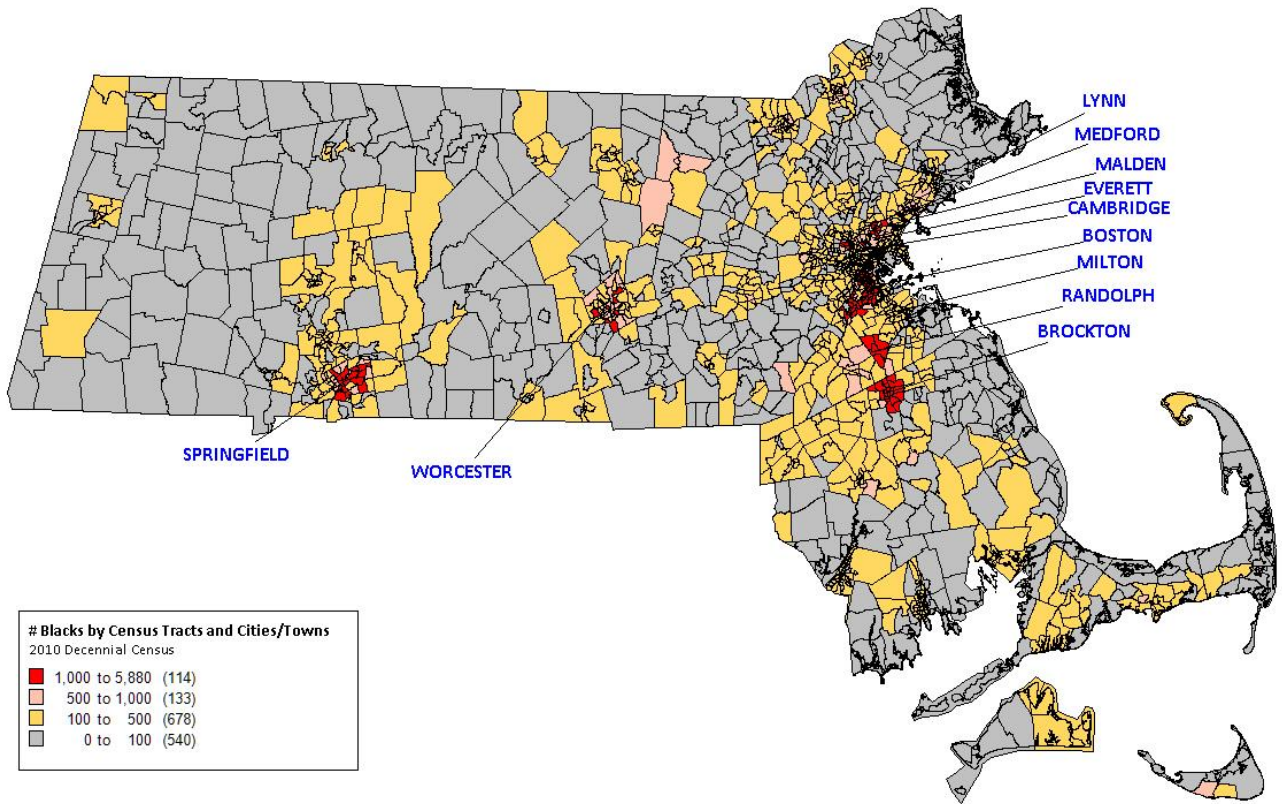 LYNN
MEDFORD
MALDEN
EVERETT
CAMBRIDGE
BOSTON
MILTON
RANDOLPH
BROCKTON
SPRINGFIELD
WORCESTER
# Blacks by Census Tracts and Cities/Towns
2010 Decennial Census
1,000 to 5,880 (114)
500 to 1,000 (133)
100 to 500 (678)
0 to 100 (540)